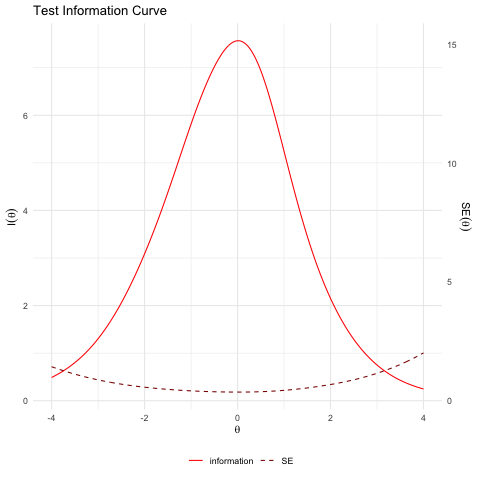 Test Information Curve
I(θ)
6
4
2
0
15
10
5
0
SE(θ)
-4
-2
0
2
4
θ
information
SE